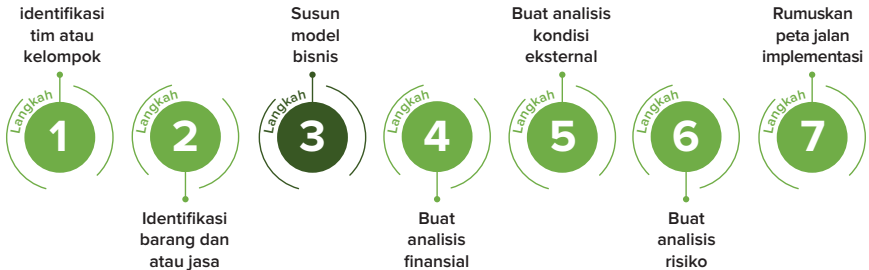 identifikasi
tim atau
kelompok
Langkah
1
Langkah
2
Identifikasi
barang dan
atau jasa
Susun
model
bisnis
Langkah
3
Langkah
4
Buat
analisis
finansial
Buat analisis
kondisi
eksternal
Langkah
5
Langkah
6
Buat
analisis
risiko
Rumuskan
peta jalan
implementasi
Langkah
7